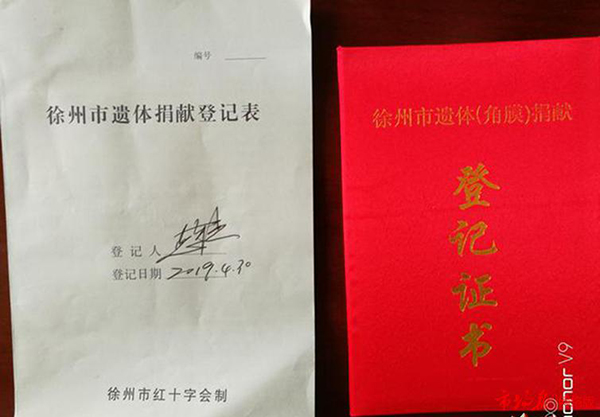 编号
徐州市遗体捐献登记表
登记人
登记日期 2019.4.30
徐州市红十字会制
徐州市遗体(角膜)捐献
登记证书
honor V9